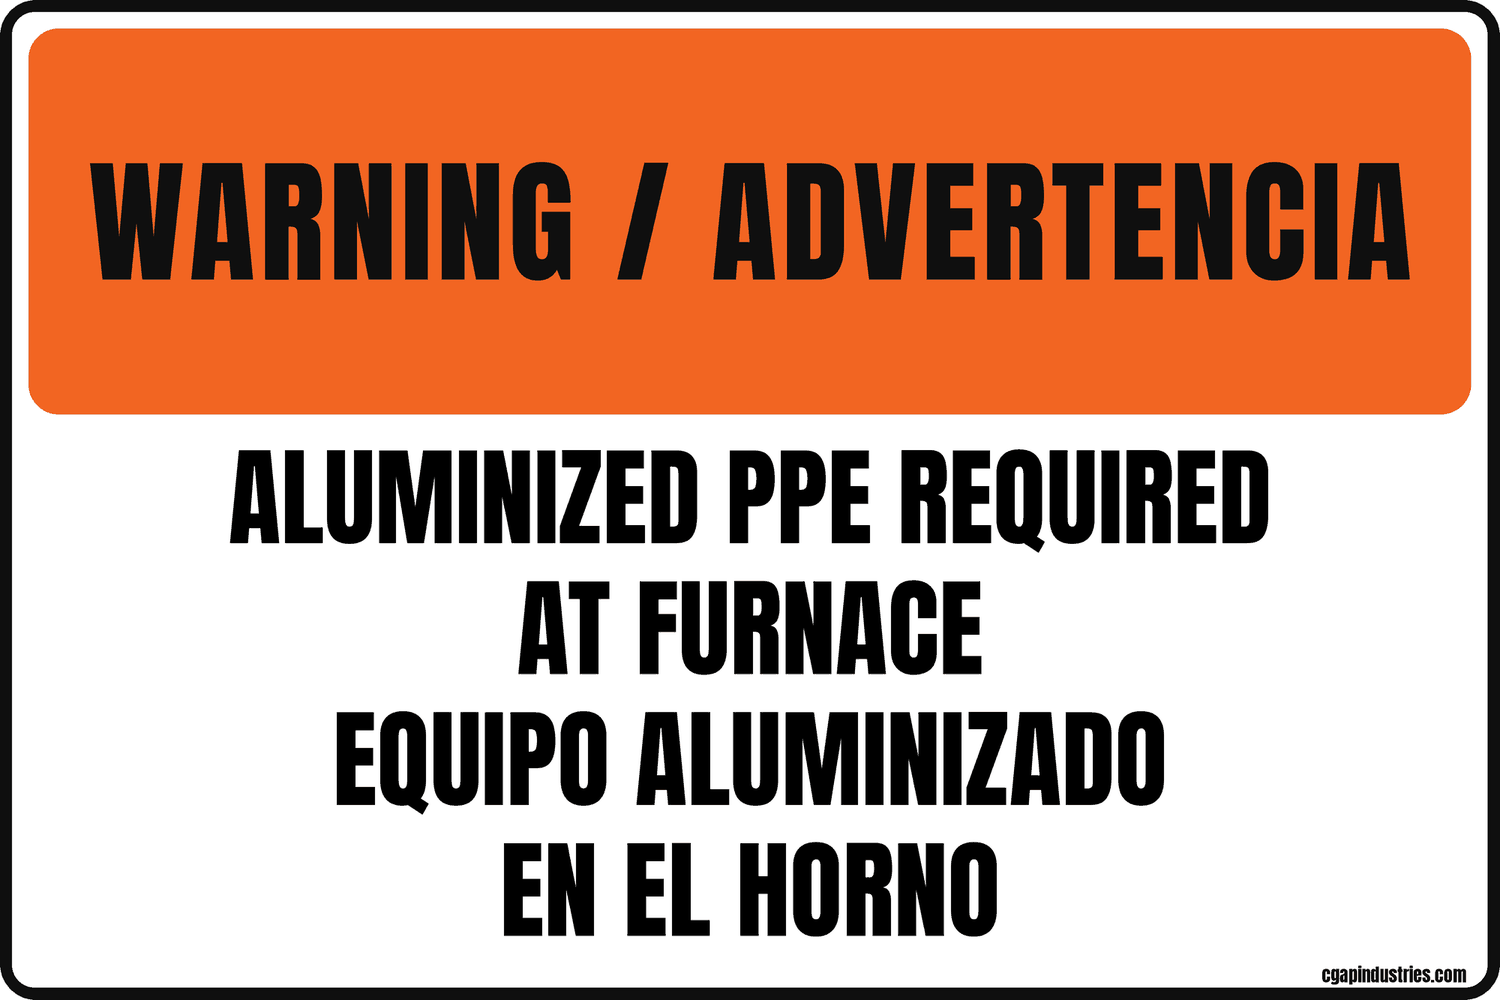 WARNING / ADVERTENCIA
ALUMINIZED PPE REQUIRED
AT FURNACE
EQUIPO ALUMINIZADO
EN EL HORNO
cgapindustries.com